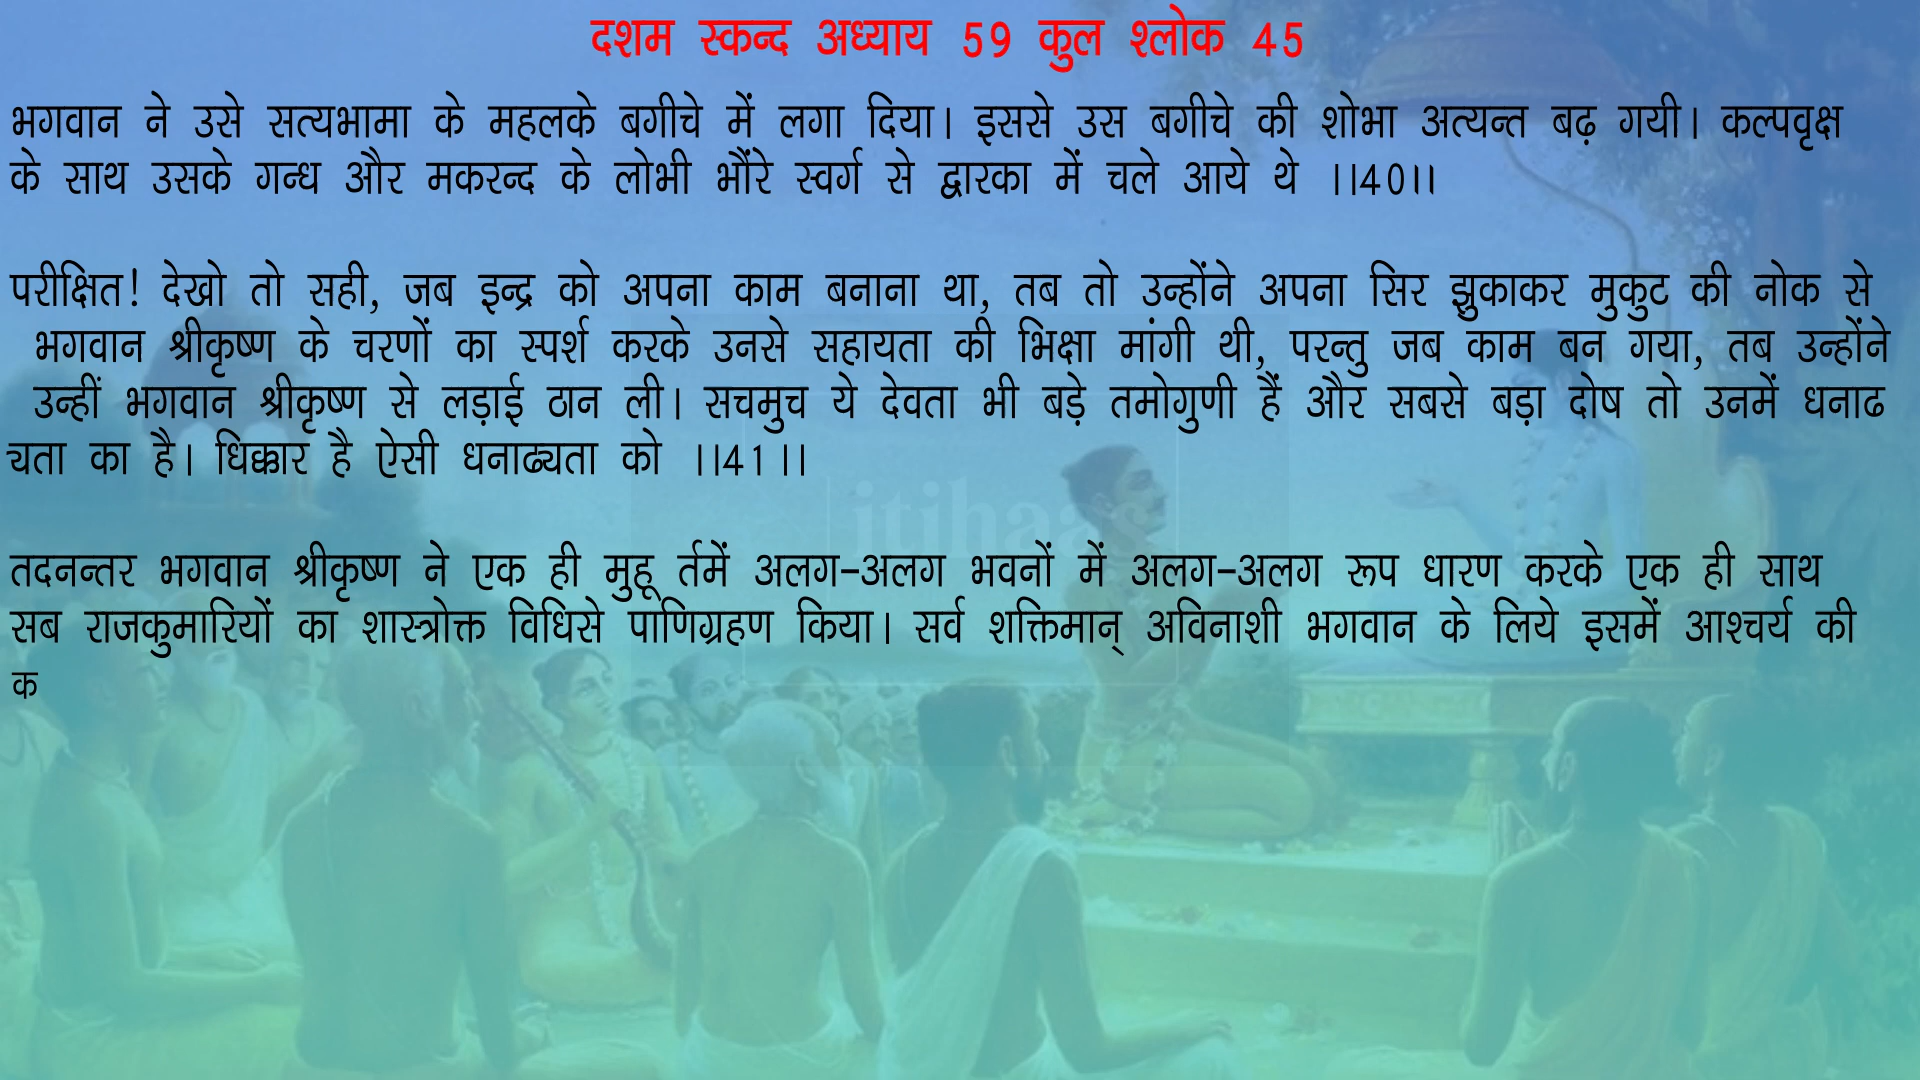 दशम स्कन्द अध्याय 59 कुल श्लोक 45
भगवान ने उसे सत्यभामा के महलके बगीचे में लगा दिया। इससे उस बगीचे की शोभा अत्यन्त बढ़ गयी। कल्पवृक्ष
के साथ उसके गन्ध और मकरन्द के लोभी भौंरे स्वर्ग से द्वारका में चले आये थे ।।40।।
परीक्षित! देखो तो सही, जब इन्द्र को अपना काम बनाना था, तब तो उन्होंने अपना सिर झुकाकर मुकुट की नोक से
भगवान श्रीकृष्ण के चरणों का स्पर्श करके उनसे सहायता की भिक्षा मांगी थी, परन्तु जब काम बन गया, तब उन्होंने
उन्हीं भगवान श्रीकृष्ण से लड़ाई ठान ली। सचमुच ये देवता भी बड़े तमोगुणी हैं और सबसे बड़ा दोष तो उनमें धनाढ
्यता का है। धिक्कार है ऐसी धनाढ्यता को ।।41।।
तदनन्तर भगवान श्रीकृष्ण ने एक ही मुहू र्तमें अलग-अलग भवनों में अलग-अलग रूप धारण करके एक ही साथ
सब राजकुमारियों का शास्त्रोक्त विधिसे पाणिग्रहण किया। सर्व शक्तिमान् अविनाशी भगवान के लिये इसमें आश्चर्य की
क
itihaas